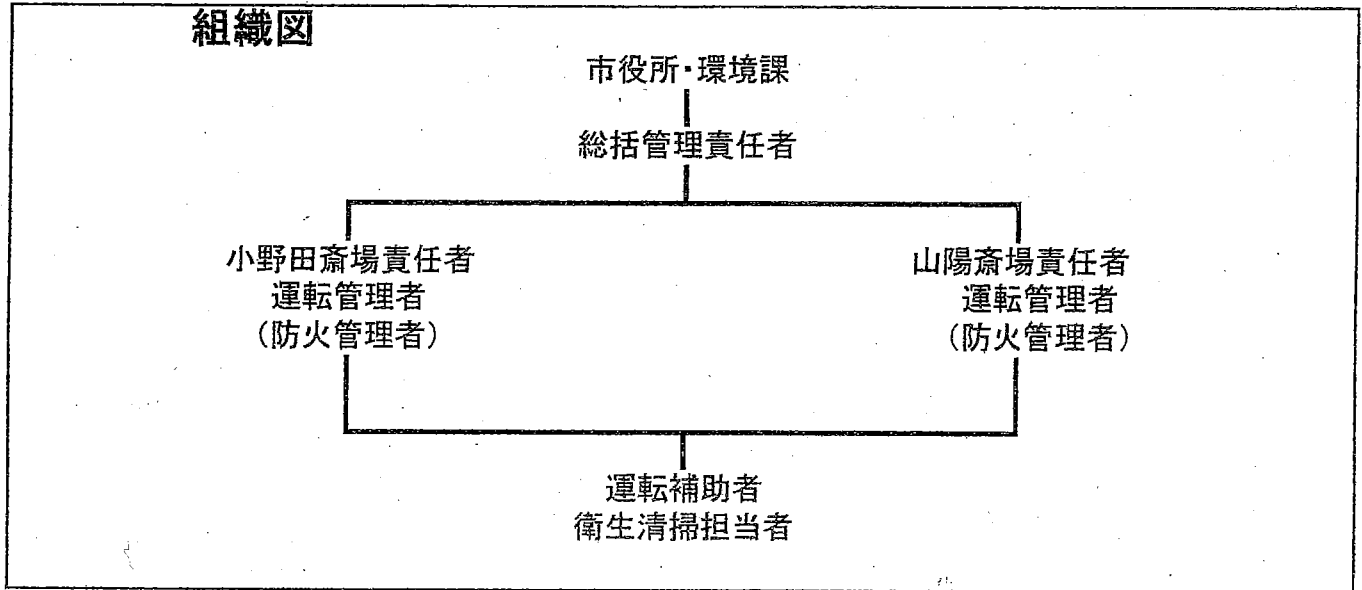 組織図
市役所・環境課
総括管理責任者
小野田斎場責任者
運転管理者
（防火管理者）
山陽斎場責任者
運転管理者
（防火管理者）
運転補助者
衛生清掃担当者